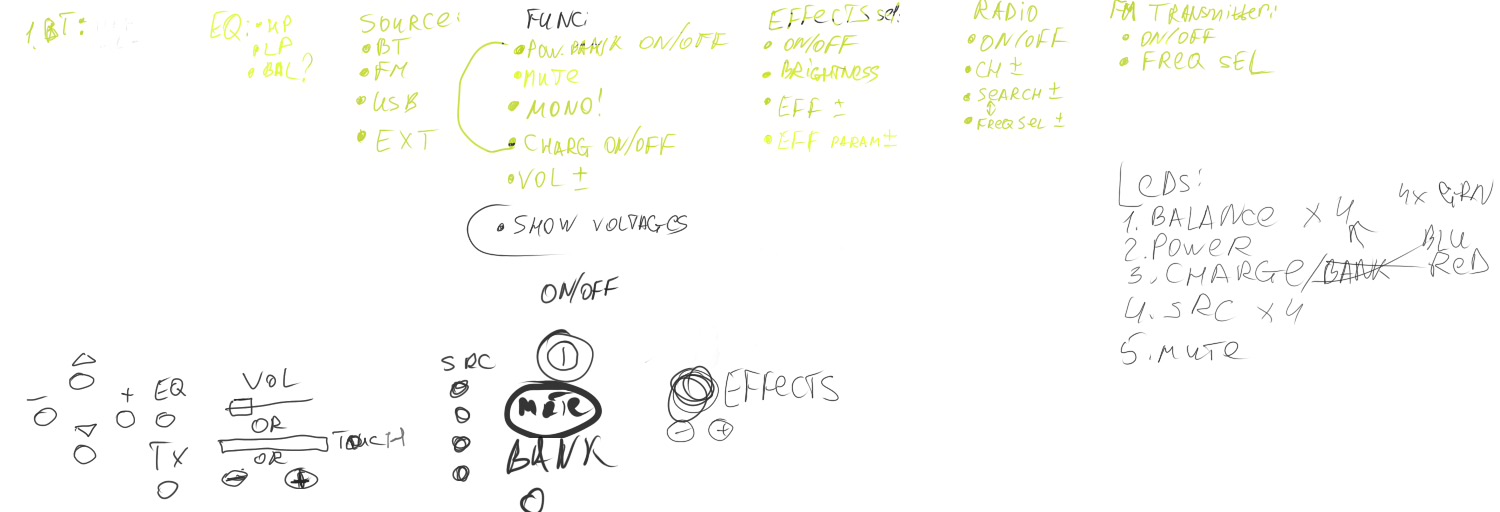 1. BT:
EQ: • HP
• LP
• BAL?
SOURCE:
• BT
• FM
• USB
• EXT
FUNC:
• POW. BANK ON/OFF
• MUTE
• MONO!
• CHARG ON/OFF
• VOL ±
• SHOW VOLTAGES
EFFECTS sel:
• ON/OFF
• BRIGHTNESS
• EFF ±
• EFF PARAM ±
RADIO
• ON/OFF
• CH ±
• SEARCH ±
• FREQ SEL ±
FM TRANSmitter:
• ON/OFF
• FREQ SEL
LEDS:
1. BALANCE x 4
4x GRN
2. POWER
BLU
3. CHARGE/BANK
RED
4. SRC x4
5. MUTE
ON/OFF
- +
EQ
TX
VOL
OR
TOUCH
OR
- +
SRC
MUTE
BANK
EFFECTS
- +